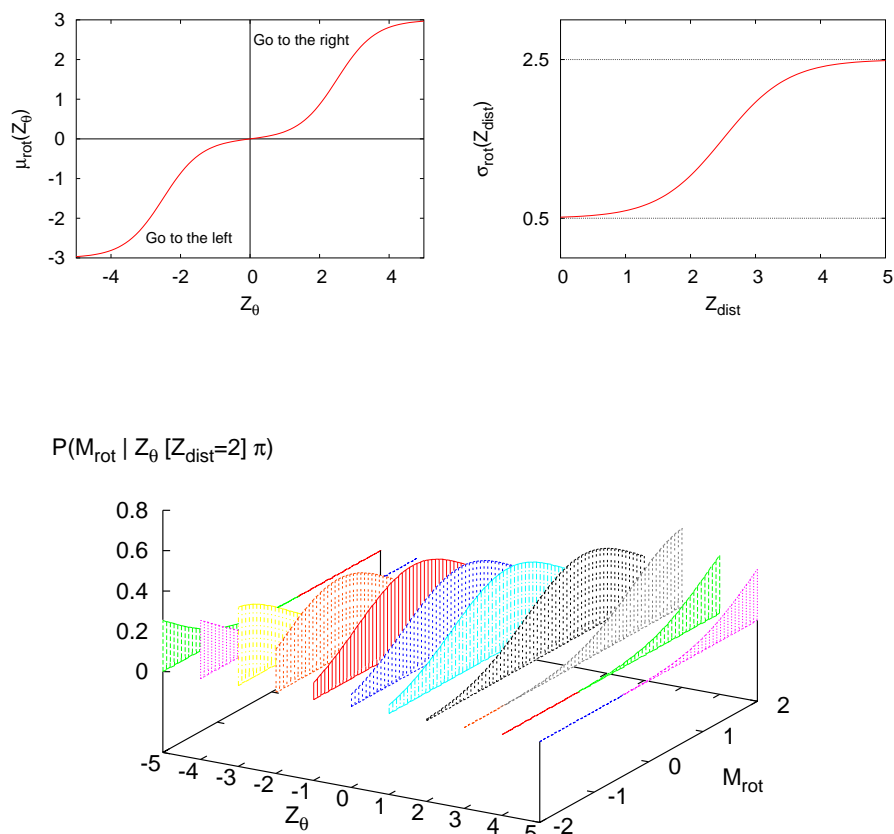 3
2
1
0
-1
-2
-3
-4 -2 0 2 4
μrot(Zθ)
Zθ
Go to the right
Go to the left
2.5
0.5
0 1 2 3 4 5
σrot(Zdist)
Zdist
P(Mrot | Zθ [Zdist=2] π)
0.8
0.6
0.4
0.2
0
-5 -4 -3 -2 -1 0 1 2 3 4 5
Zθ
-2 -1 0 1 2
Mrot